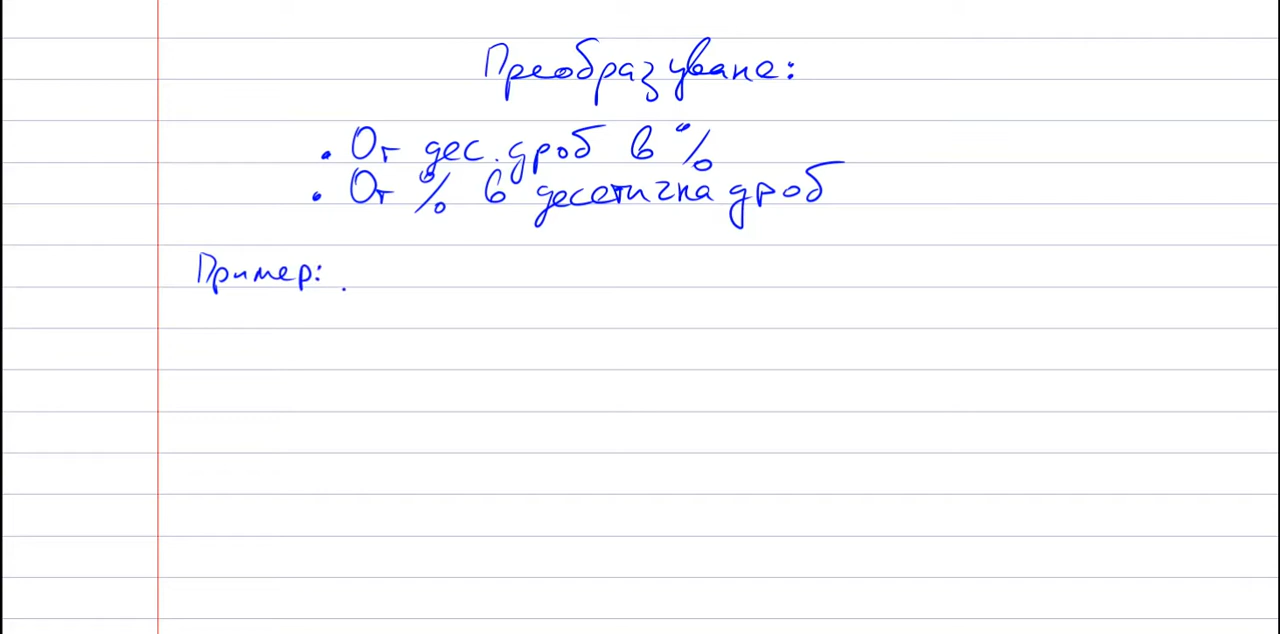 Преобразуване:
• От дес. дроб в %
• От % в десетична дроб
Пример: